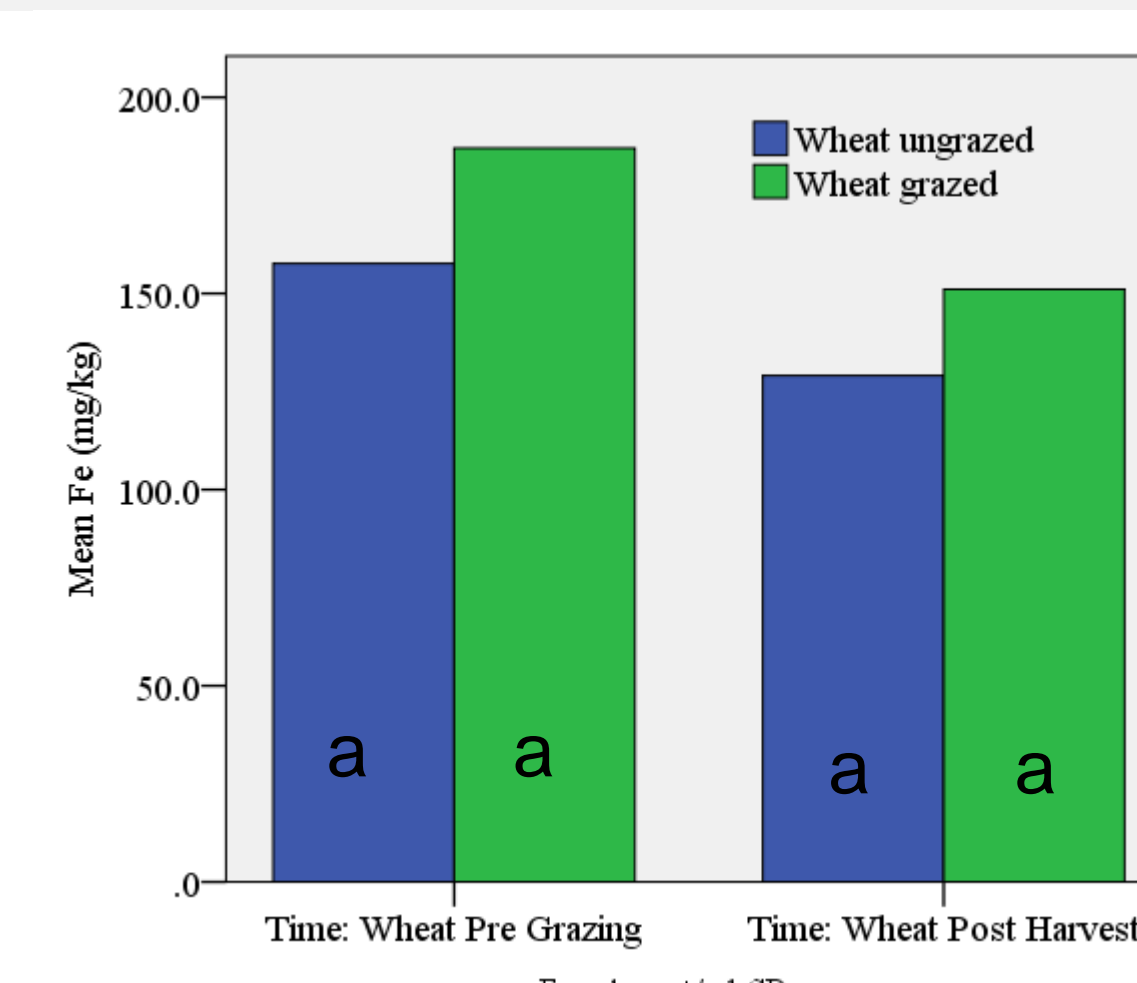 200.0
Wheat ungrazed
Wheat grazed
150.0
Mean Fe (mg/kg)
100.0
50.0
a a a a
.0
Time: Wheat Pre Grazing Time: Wheat Post Harvest